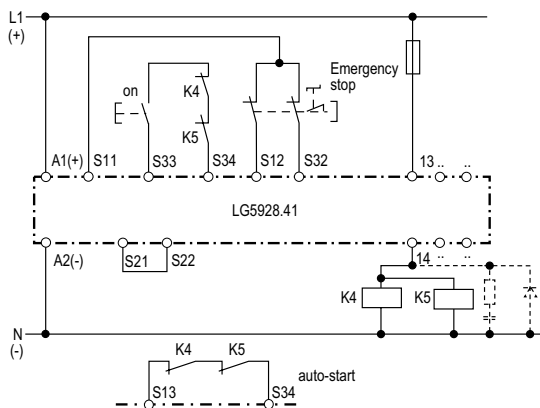 L1
(+)
Emergency
stop
on
K4
K5
A1(+) S11 S33 S34 S12 S32 13 .. ..
LG5928.41
A2(-) S21 S22 14 .. ..
K4 K5
N
(-)
K4 K5
auto-start
S13 S34